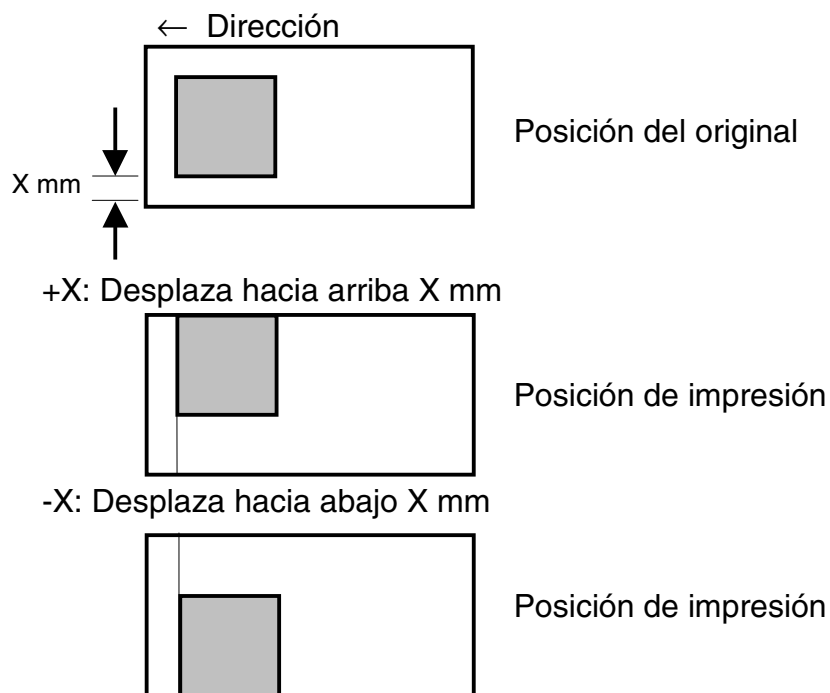 ← Dirección
Posición del original
X mm
+X: Desplaza hacia arriba X mm
Posición de impresión
-X: Desplaza hacia abajo X mm
Posición de impresión